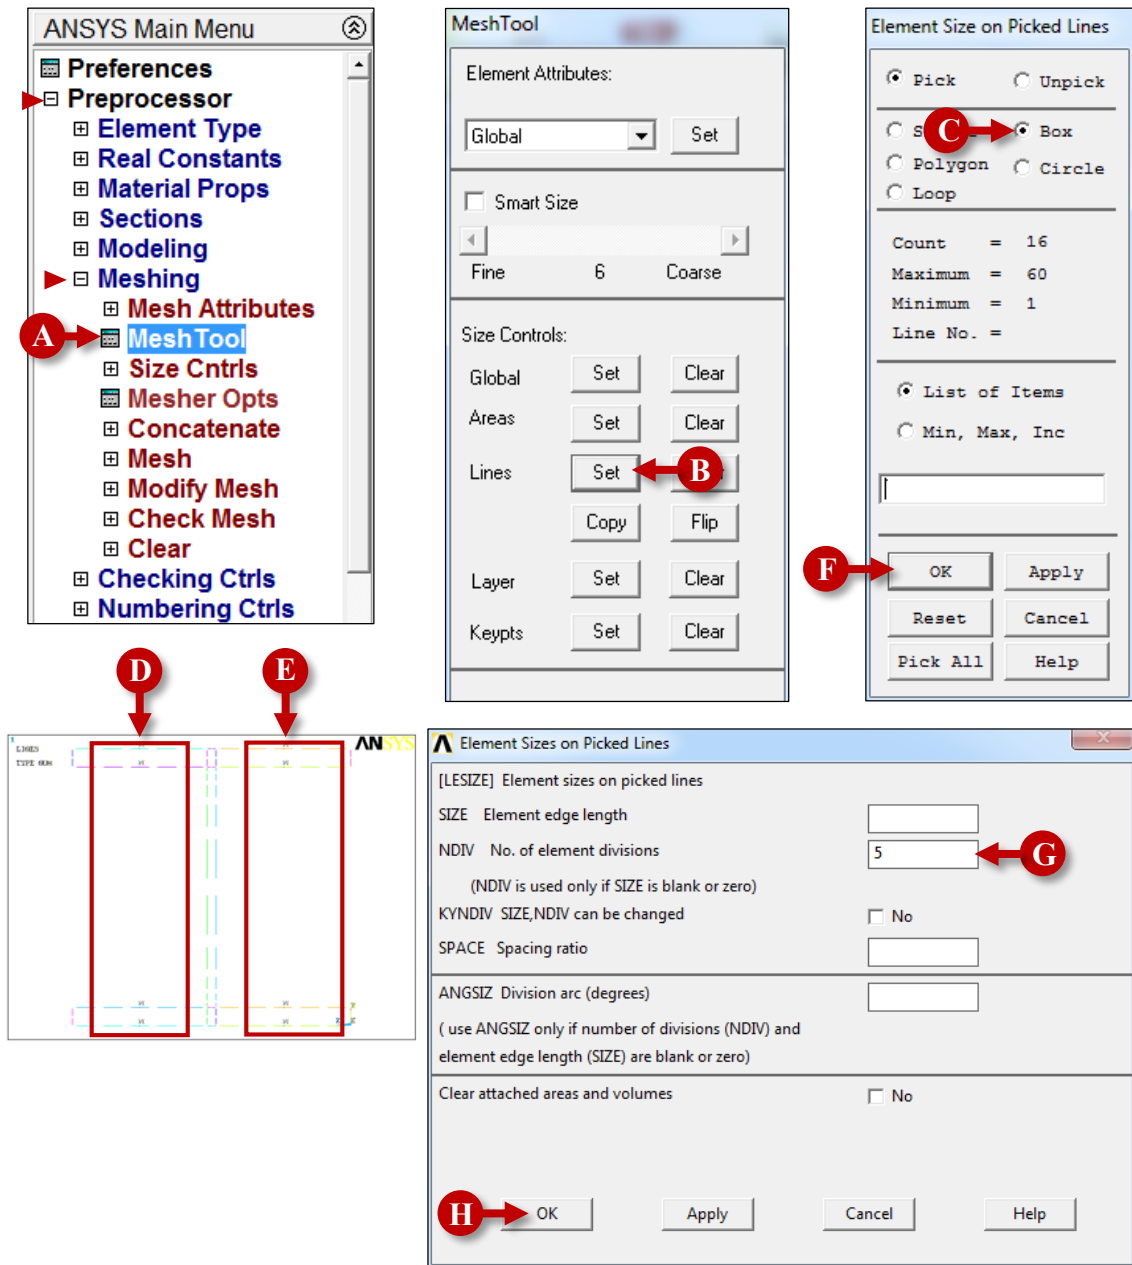 ANSYS Main Menu
Preferences
Preprocessor
Element Type
Real Constants
Material Props
Sections
Modeling
Meshing
Mesh Attributes
A
MeshTool
Size Cntrls
Mesher Opts
Concatenate
Mesh
Modify Mesh
Check Mesh
Clear
Checking Ctrls
Numbering Ctrls
MeshTool
Element Attributes:
Global
Set
Smart Size
Fine 6 Coarse
Size Controls:
Global Set Clear
Areas Set Clear
Lines Set B
Copy Flip
Layer Set Clear
Keypts Set Clear
Element Size on Picked Lines
Pick Unpick
C Box
Polygon Circle
Loop
Count = 16
Maximum = 60
Minimum = 1
Line No. =
List of Items
Min, Max, Inc
F OK Apply
Reset Cancel
Pick All Help
D E
1
LINES
TYPE NUM
ANSYS
Element Sizes on Picked Lines
[LESIZE] Element sizes on picked lines
SIZE Element edge length
NDIV No. of element divisions 5 G
(NDIV is used only if SIZE is blank or zero)
KYNDIV SIZE,NDIV can be changed No
SPACE Spacing ratio
ANGSIZ Division arc (degrees)
( use ANGSIZ only if number of divisions (NDIV) and
element edge length (SIZE) are blank or zero)
Clear attached areas and volumes No
H OK Apply Cancel Help